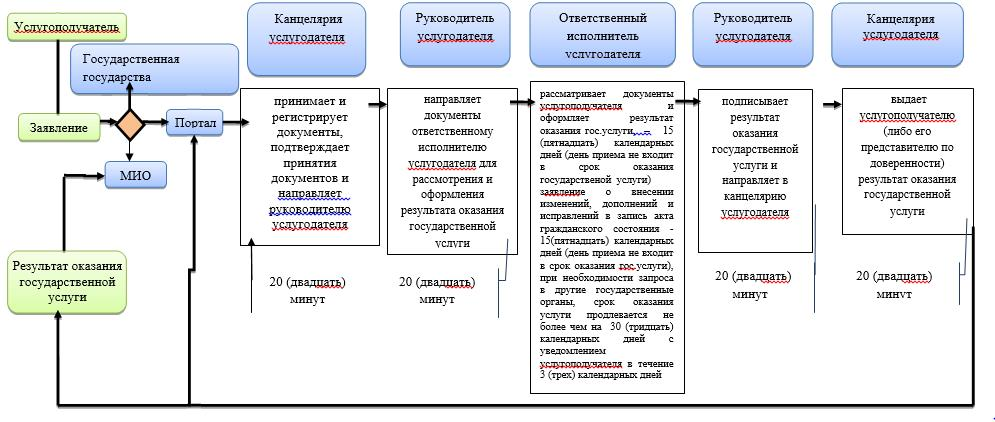 Услугополучатель
Государственная
государства
Заявление
Портал
МИО
Результат оказания
государственной
услуги
Канцелярия
услугодателя
принимает и
регистрирует
документы,
подтверждает
принятия
документов и
направляет
руководителю
услугодателя
20 (двадцать)
минут
Руководитель
услугодателя
направляет
документы
ответственному
исполнителю
услугодателя для
рассмотрения и
оформления
результата оказания
государственной
услуги
20 (двадцать)
минут
Ответственный
исполнитель
услугодателя
рассматривает документы
услугополучателя и
оформляет результат
оказания гос.услуги, – 15
(пятнадцать) календарных
дней (день приема не входит
в срок оказания
государственой услуги)
заявление о внесении
изменений, дополнений и
исправлений в запись акта
гражданского состояния -
15(пятнадцать) календарных
дней (день приема не входит
в срок оказания гос.услуги),
при необходимости запроса
в другие государственные
органы, срок оказания
услуги продлевается не
более чем на 30 (тридцать)
календарных дней с
уведомлением
услугополучателя в течение
3 (трех) календарных дней
Руководитель
услугодателя
подписывает
результат
оказания
государственной
услуги и
направляет в
канцелярию
услугодателя
20 (двадцать)
минут
Канцелярия
услугодателя
выдает
услугополучателю
(либо его
представителю по
доверенности)
результат оказания
государственной
услуги
20 (двадцать)
минут